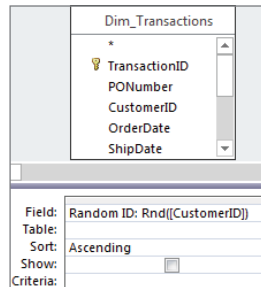 Dim_Transactions
*
TransactionID
PONumber
CustomerID
OrderDate
ShipDate
Field: Random ID: Rnd([CustomerID])
Table:
Sort: Ascending
Show:
Criteria: